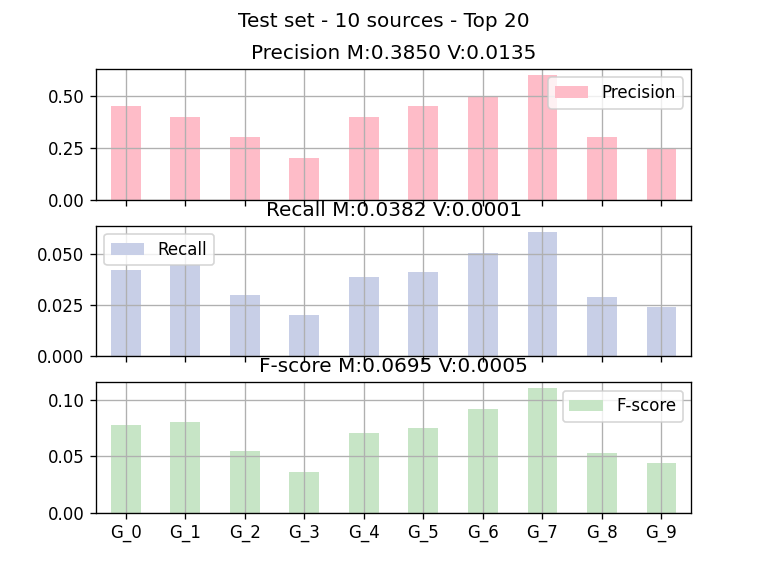 Test set - 10 sources - Top 20
Precision M:0.3850 V:0.0135
0.50
0.25
0.00
Precision
Recall M:0.0382 V:0.0001
0.050
0.025
0.000
Recall
F-score M:0.0695 V:0.0005
0.10
0.05
0.00
F-score
G_0 G_1 G_2 G_3 G_4 G_5 G_6 G_7 G_8 G_9